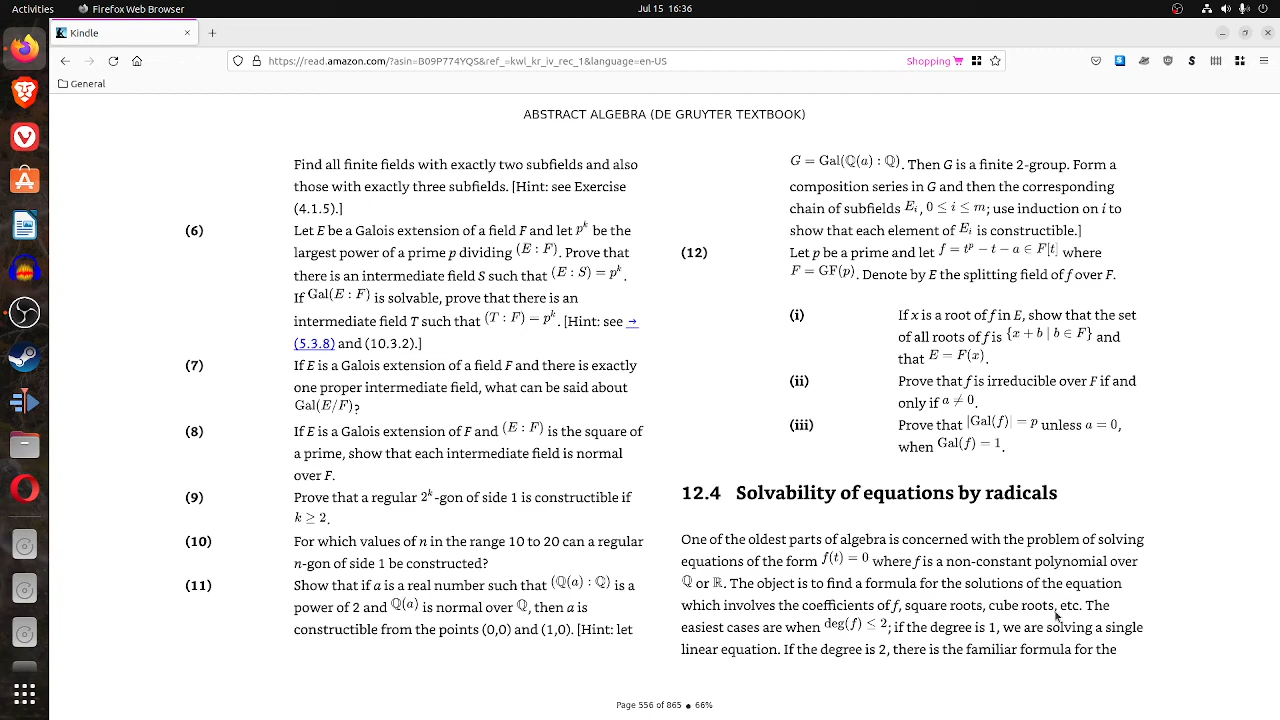 Activities
Firefox Web Browser
Jul 15 16:36
Kindle
https://read.amazon.com/?asin=B09P774YQS&ref_=kwl_kr_iv_rec_1&language=en-US
Shopping
General
ABSTRACT ALGEBRA (DE GRUYTER TEXTBOOK)
Find all finite fields with exactly two subfields and also
those with exactly three subfields. [Hint: see Exercise
(4.1.5).]
(6) Let E be a Galois extension of a field F and let p^k be the
largest power of a prime p dividing (E : F). Prove that
there is an intermediate field S such that (E : S) = p^k.
If Gal(E : F) is solvable, prove that there is an
intermediate field T such that (T : F) = p^k. [Hint: see →
(5.3.8) and (10.3.2).]
(7) If E is a Galois extension of a field F and there is exactly
one proper intermediate field, what can be said about
Gal(E/F)?
(8) If E is a Galois extension of F and (E : F) is the square of
a prime, show that each intermediate field is normal
over F.
(9) Prove that a regular 2^k-gon of side 1 is constructible if
k ≥ 2.
(10) For which values of n in the range 10 to 20 can a regular
n-gon of side 1 be constructed?
(11) Show that if a is a real number such that (ℚ(a) : ℚ) is a
power of 2 and ℚ(a) is normal over ℚ, then a is
constructible from the points (0,0) and (1,0). [Hint: let
G = Gal(ℚ(a) : ℚ). Then G is a finite 2-group. Form a
composition series in G and then the corresponding
chain of subfields E_i, 0 ≤ i ≤ m; use induction on i to
show that each element of E_i is constructible.]
(12) Let p be a prime and let f = t^p − t − a ∈ F[t] where
F = GF(p). Denote by E the splitting field of f over F.
(i) If x is a root of f in E, show that the set
of all roots of f is {x + b | b ∈ F} and
that E = F(x).
(ii) Prove that f is irreducible over F if and
only if a ≠ 0.
(iii) Prove that |Gal(f)| = p unless a = 0,
when Gal(f) = 1.
12.4 Solvability of equations by radicals
One of the oldest parts of algebra is concerned with the problem of solving
equations of the form f(t) = 0 where f is a non-constant polynomial over
ℚ or ℝ. The object is to find a formula for the solutions of the equation
which involves the coefficients of f, square roots, cube roots, etc. The
easiest cases are when deg(f) ≤ 2; if the degree is 1, we are solving a single
linear equation. If the degree is 2, there is the familiar formula for the
Page 556 of 865 ● 66%